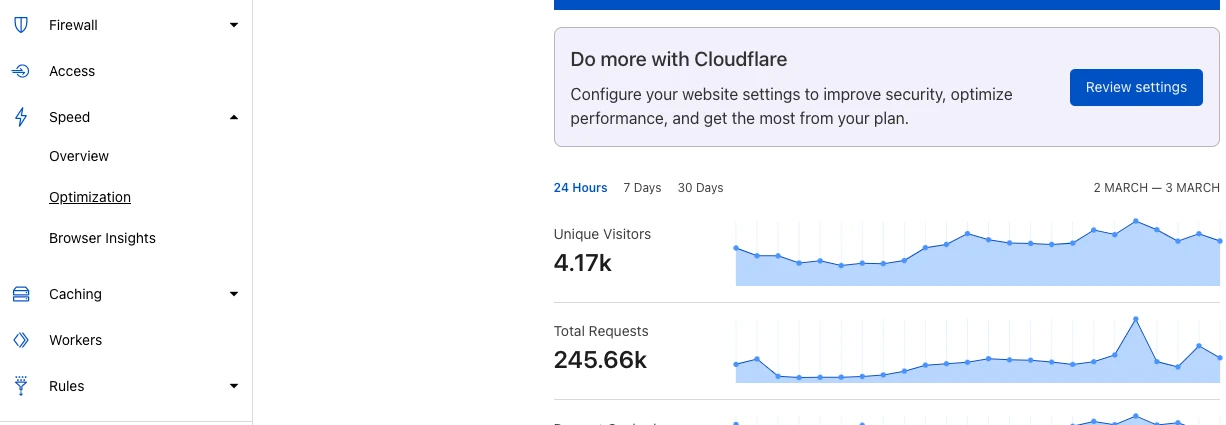 Firewall
Access
Speed
Overview
Optimization
Browser Insights
Caching
Workers
Rules
Do more with Cloudflare
Configure your website settings to improve security, optimize
performance, and get the most from your plan.
Review settings
24 Hours 7 Days 30 Days
2 MARCH — 3 MARCH
Unique Visitors
4.17k
Total Requests
245.66k